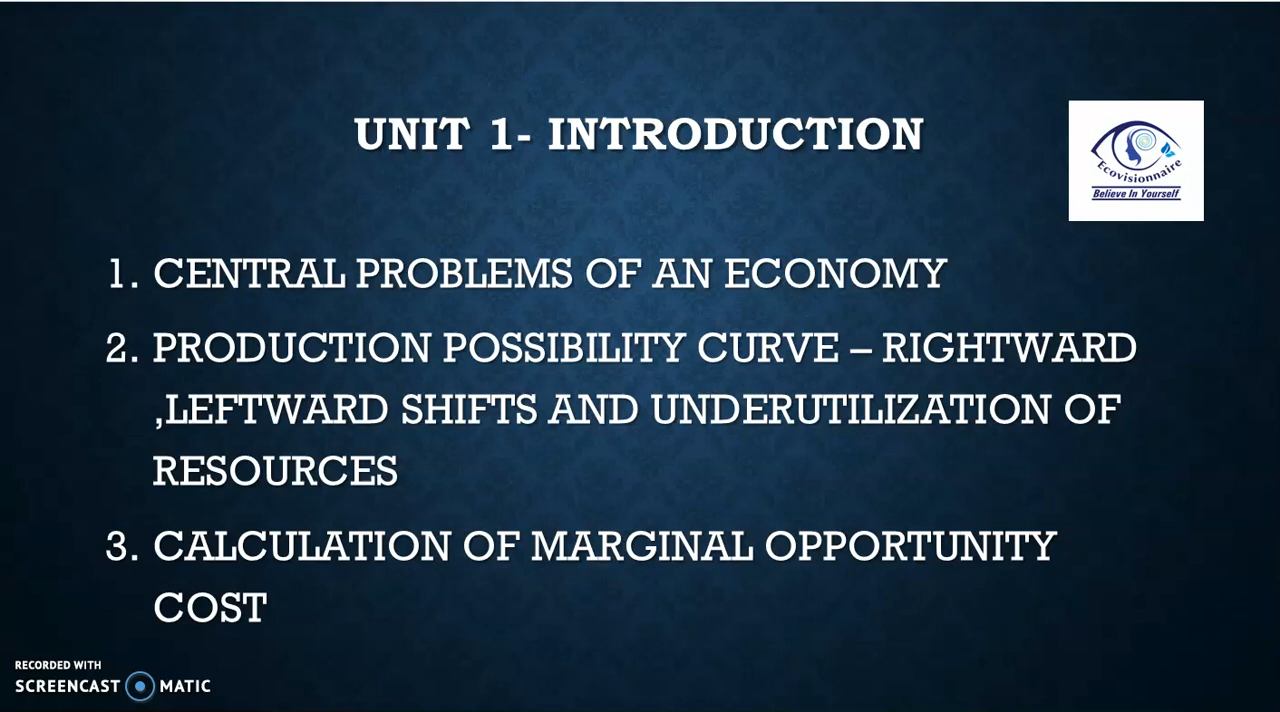 UNIT 1- INTRODUCTION
Ecovisionnaire
Believe In Yourself
1. CENTRAL PROBLEMS OF AN ECONOMY
2. PRODUCTION POSSIBILITY CURVE – RIGHTWARD
,LEFTWARD SHIFTS AND UNDERUTILIZATION OF
RESOURCES
3. CALCULATION OF MARGINAL OPPORTUNITY
COST
RECORDED WITH
SCREENCAST MATIC